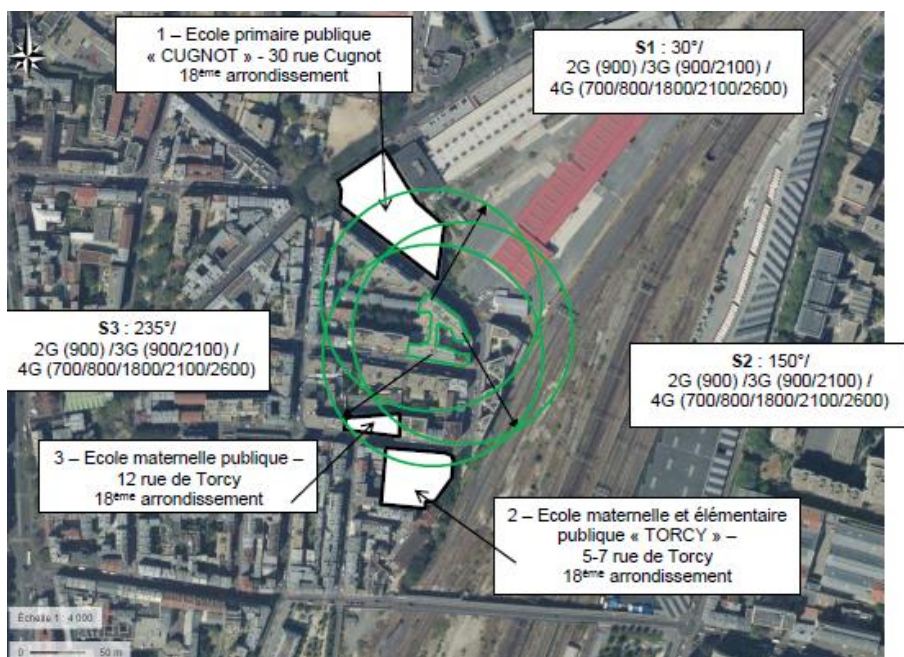 1 – Ecole primaire publique
« CUGNOT » - 30 rue Cugnot
18ème arrondissement
S1 : 30°/
2G (900) /3G (900/2100) /
4G (700/800/1800/2100/2600)
S3 : 235°/
2G (900) /3G (900/2100) /
4G (700/800/1800/2100/2600)
S2 : 150°/
2G (900) /3G (900/2100) /
4G (700/800/1800/2100/2600)
3 – Ecole maternelle publique –
12 rue de Torcy
18ème arrondissement
2 – Ecole maternelle et élémentaire
publique « TORCY » –
5-7 rue de Torcy
18ème arrondissement
Échelle 1 : 4 000
0 50 m